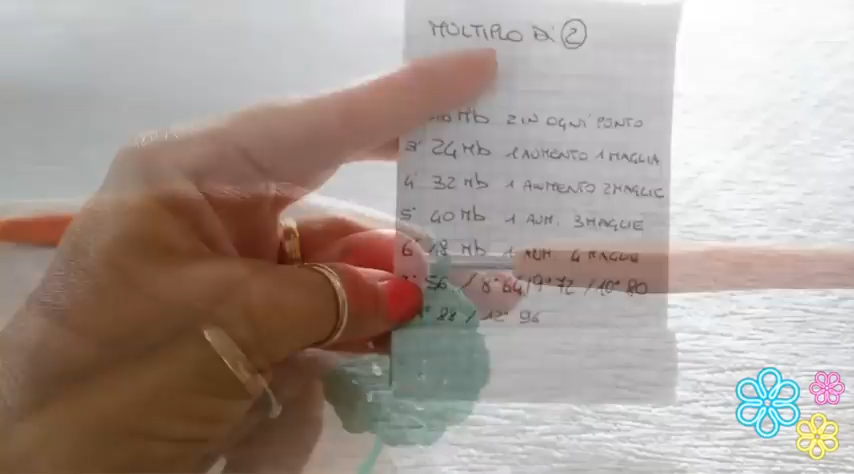 MULTIPLO DI 2
16 Mb 2 IN OGNI PUNTO
3° 24 Mb 1 AUMENTO 1 MAGLIA
4° 32 Mb 1 AUMENTO 2 MAGLIE
5° 40 Mb 1 AUM. 3 MAGLIE
6° 48 Mb 1 AUM. 4 MAGLIE
56 / 8° 64 / 9° 72 / 10° 80
88 / 12° 96